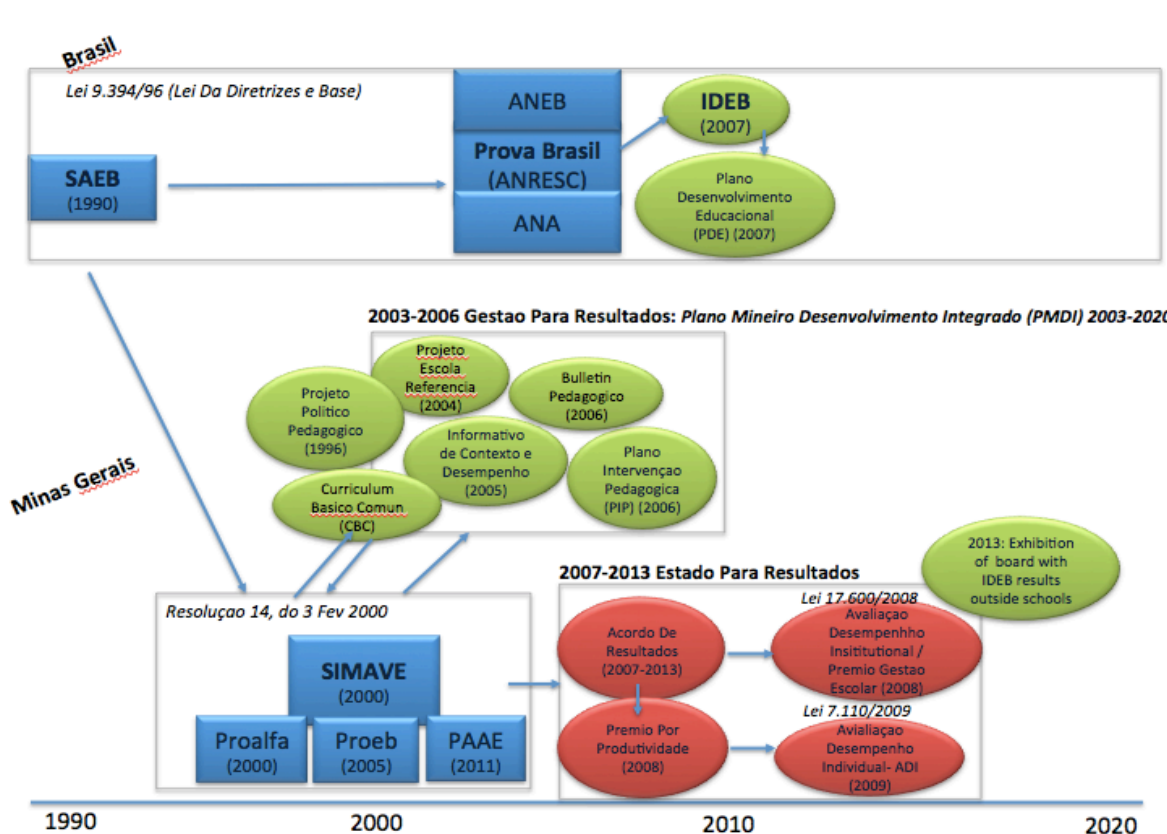 Brasil
Lei 9.394/96 (Lei Da Diretrizes e Base)
SAEB
(1990)
ANEB
Prova Brasil
(ANRESC)
ANA
IDEB
(2007)
Plano
Desenvolvimento
Educacional
(PDE) (2007)
2003-2006 Gestao Para Resultados: Plano Mineiro Desenvolvimento Integrado (PMDI) 2003-2020
Projeto
Politico
Pedagogico
(1996)
Projeto
Escola
Referencia
(2004)
Bulletin
Pedagogico
(2006)
Informativo
de Contexto e
Desempenho
(2005)
Plano
Intervençao
Pedagogica
(PIP) (2006)
Curriculum
Basico Comun
(CBC)
Minas Gerais
2013: Exhibition
of board with
IDEB results
outside schools
Resoluçao 14, do 3 Fev 2000
SIMAVE
(2000)
Proalfa
(2000)
Proeb
(2005)
PAAE
(2011)
2007-2013 Estado Para Resultados
Acordo De
Resultados
(2007-2013)
Lei 17.600/2008
Avaliaçao
Desempenhho
Insititutional /
Premio Gestao
Escolar (2008)
Premio Por
Produtividade
(2008)
Lei 7.110/2009
Avialiaçao
Desempenho
Individual- ADI
(2009)
1990
2000
2010
2020